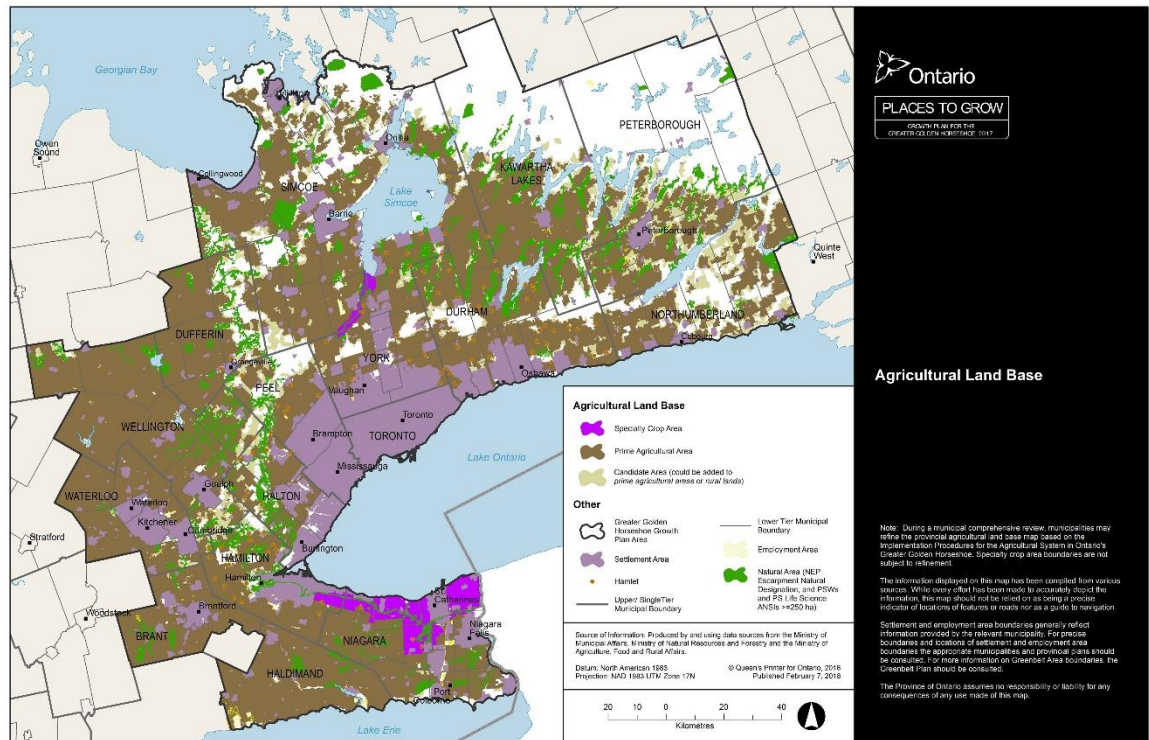 Georgian Bay
Owen
Sound
Collingwood
Orillia
SIMCOE
Barrie
Lake
Simcoe
KAWARTHA
LAKES
PETERBOROUGH
Peterborough
Quinte
West
DUFFERIN
Orangeville
DURHAM
NORTHUMBERLAND
Cobourg
YORK
PEEL
Vaughan
Oshawa
WELLINGTON
Toronto
TORONTO
Brampton
Mississauga
Lake Ontario
WATERLOO
Guelph
HALTON
Waterloo
Kitchener
Cambridge
Stratford
HAMILTON
Burlington
Hamilton
Woodstock
Brantford
St.
Catharines
Niagara
Falls
BRANT
NIAGARA
HALDIMAND
Port
Colborne
Lake Erie
Agricultural Land Base
Specialty Crop Area
Prime Agricultural Area
Candidate Area (could be added to
prime agricultural areas or rural lands)
Other
Greater Golden
Horseshoe Growth
Plan Area
Settlement Area
Hamlet
Upper/ SingleTier
Municipal Boundary
Lower Tier Municipal
Boundary
Employment Area
Natural Area (NEP
Escarpment Natural
Designation, and PSWs
and PS Life Science
ANSIs >=250 ha)
Source of Information: Produced by and using data sources from the Ministry of
Municipal Affairs, Ministry of Natural Resources and Forestry and the Ministry of
Agriculture, Food and Rural Affairs.
Datum: North American 1983
Projection: NAD 1983 UTM Zone 17N
© Queen's Printer for Ontario, 2018
Published February 7, 2018
20 10 0 20 40
Kilometres
Ontario
PLACES TO GROW
GROWTH PLAN FOR THE
GREATER GOLDEN HORSESHOE, 2017
Agricultural Land Base
Note: During a municipal comprehensive review, municipalities may
refine the provincial agricultural land base map based on the
Implementation Procedures for the Agricultural System in Ontario's
Greater Golden Horseshoe. Specialty crop area boundaries are not
subject to refinement.
The information displayed on this map has been compiled from various
sources. While every effort has been made to accurately depict the
information, this map should not be relied on as being a precise
indicator of locations of features or roads nor as a guide to navigation.
Settlement and employment area boundaries generally reflect
information provided by the relevant municipality. For precise
boundaries and locations of settlement and employment area
boundaries the appropriate municipalities and provincial plans should
be consulted. For more information on Greenbelt Area boundaries, the
Greenbelt Plan should be consulted.
The Province of Ontario assumes no responsibility or liability for any
consequences of any use made of this map.